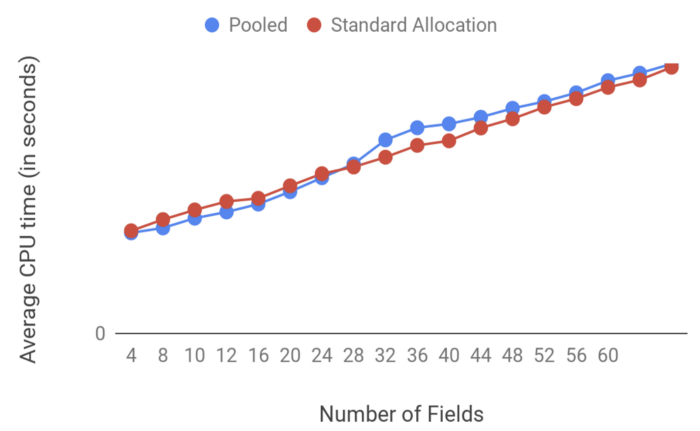 Pooled Standard Allocation
Average CPU time (in seconds)
0
4 8 10 12 16 20 24 28 32 36 40 44 48 52 56 60
Number of Fields